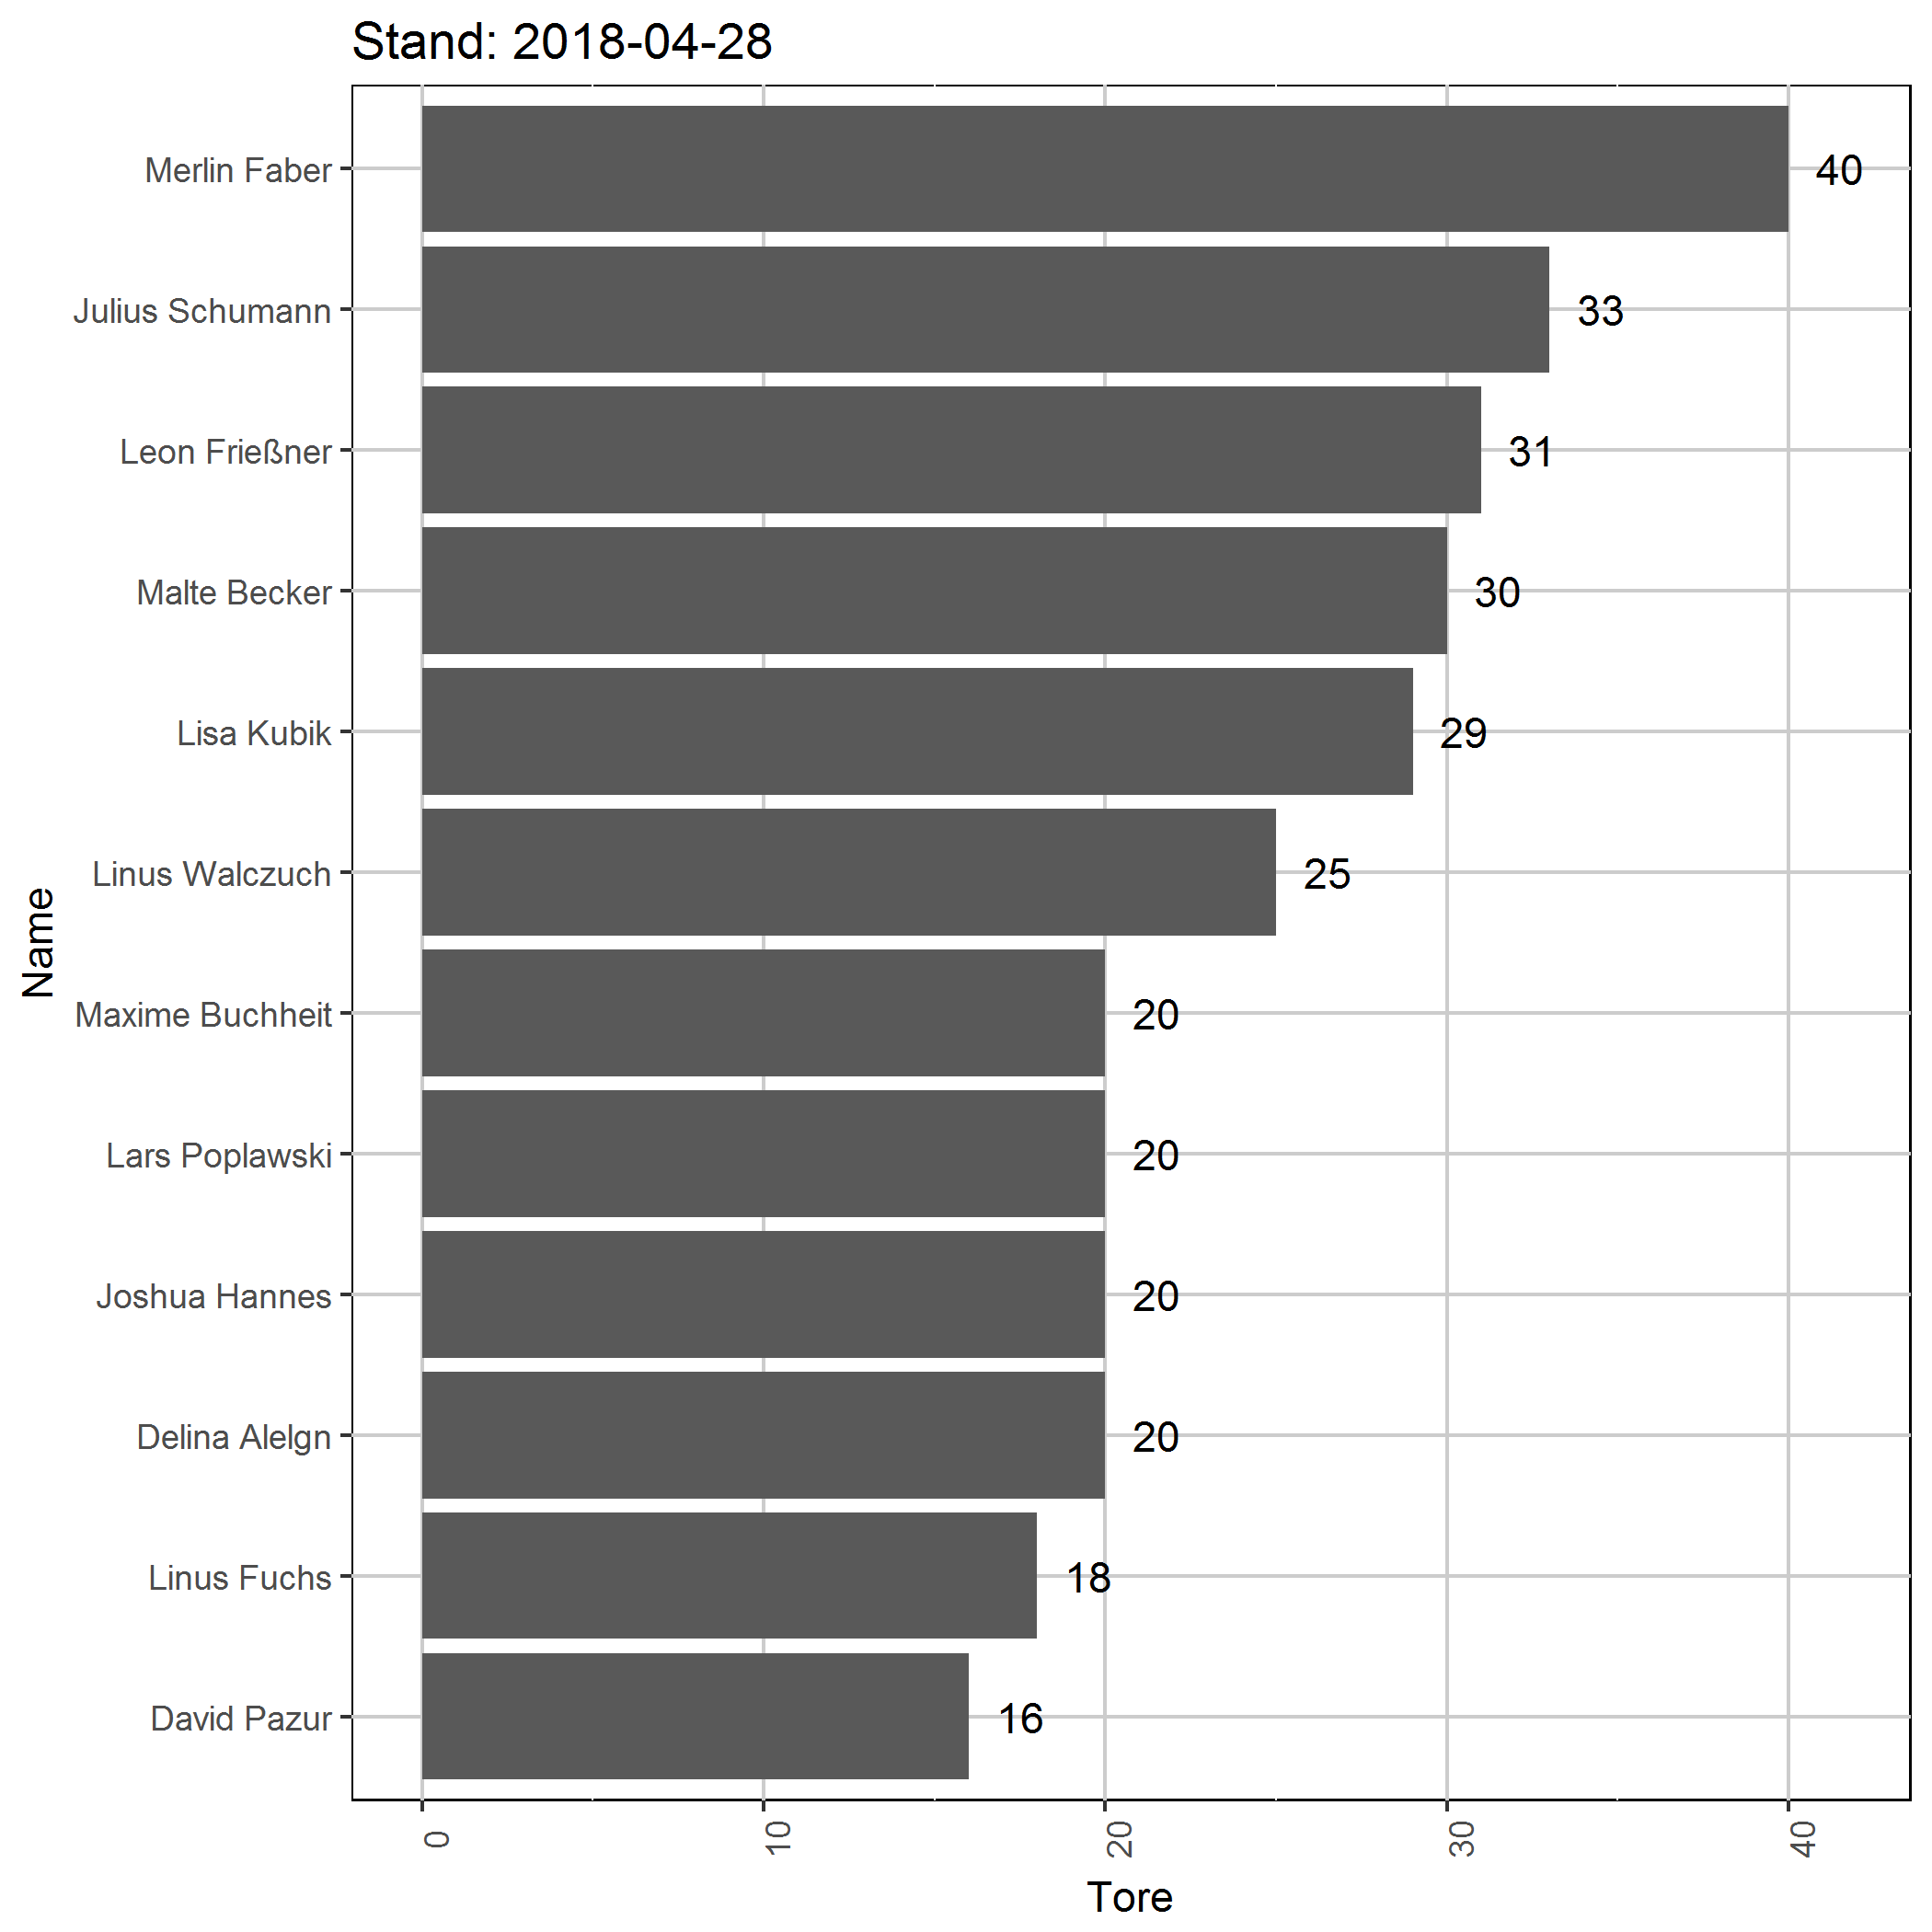 Stand: 2018-04-28
Name
Merlin Faber 40
Julius Schumann 33
Leon Frießner 31
Malte Becker 30
Lisa Kubik 29
Linus Walczuch 25
Maxime Buchheit 20
Lars Poplawski 20
Joshua Hannes 20
Delina Alelgn 20
Linus Fuchs 18
David Pazur 16
0 10 20 30 40
Tore